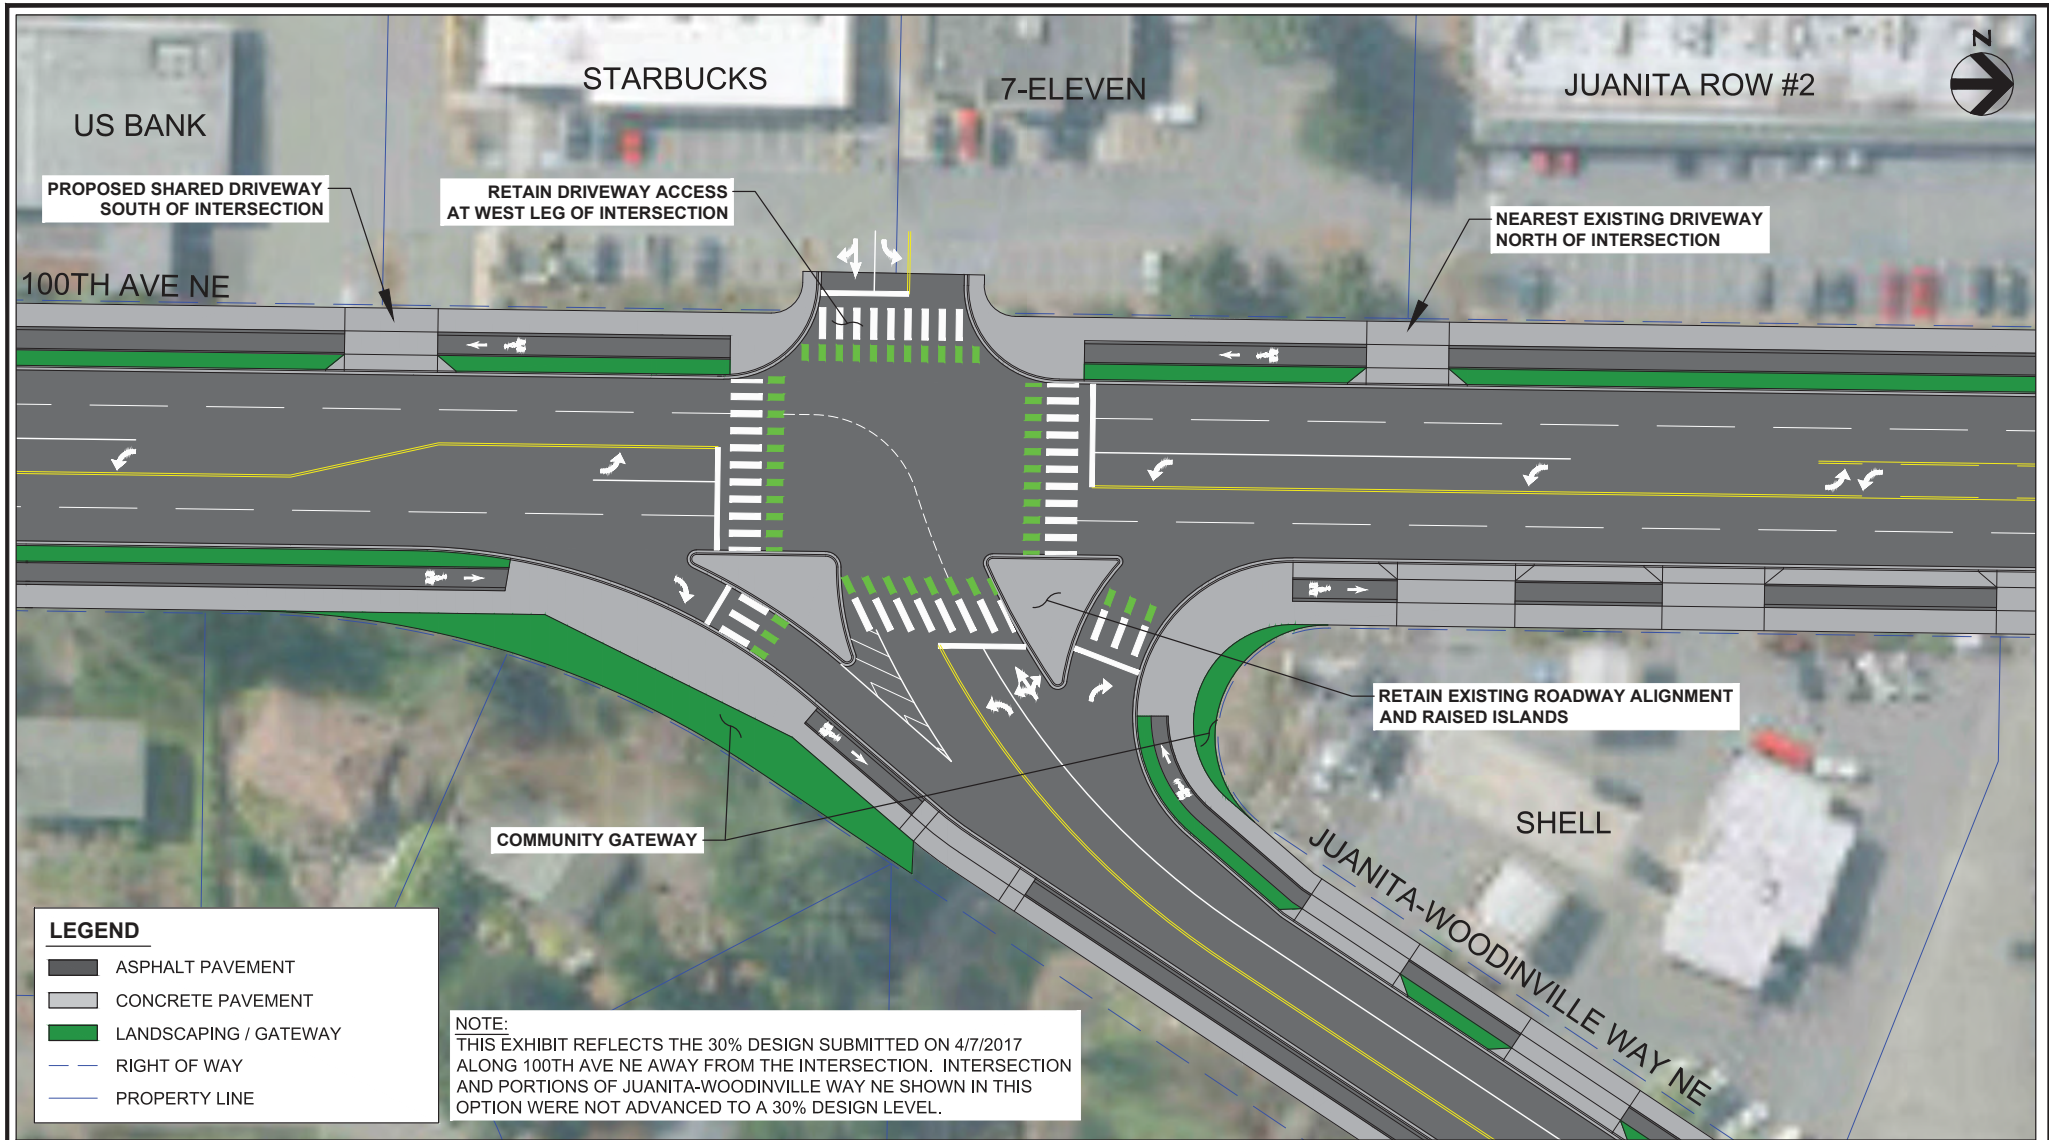 N
STARBUCKS
7-ELEVEN
JUANITA ROW #2
US BANK
PROPOSED SHARED DRIVEWAY
SOUTH OF INTERSECTION
RETAIN DRIVEWAY ACCESS
AT WEST LEG OF INTERSECTION
NEAREST EXISTING DRIVEWAY
NORTH OF INTERSECTION
100TH AVE NE
RETAIN EXISTING ROADWAY ALIGNMENT
AND RAISED ISLANDS
COMMUNITY GATEWAY
SHELL
JUANITA-WOODINVILLE WAY NE
LEGEND
ASPHALT PAVEMENT
CONCRETE PAVEMENT
LANDSCAPING / GATEWAY
RIGHT OF WAY
PROPERTY LINE
NOTE:
THIS EXHIBIT REFLECTS THE 30% DESIGN SUBMITTED ON 4/7/2017
ALONG 100TH AVE NE AWAY FROM THE INTERSECTION. INTERSECTION
AND PORTIONS OF JUANITA-WOODINVILLE WAY NE SHOWN IN THIS
OPTION WERE NOT ADVANCED TO A 30% DESIGN LEVEL.